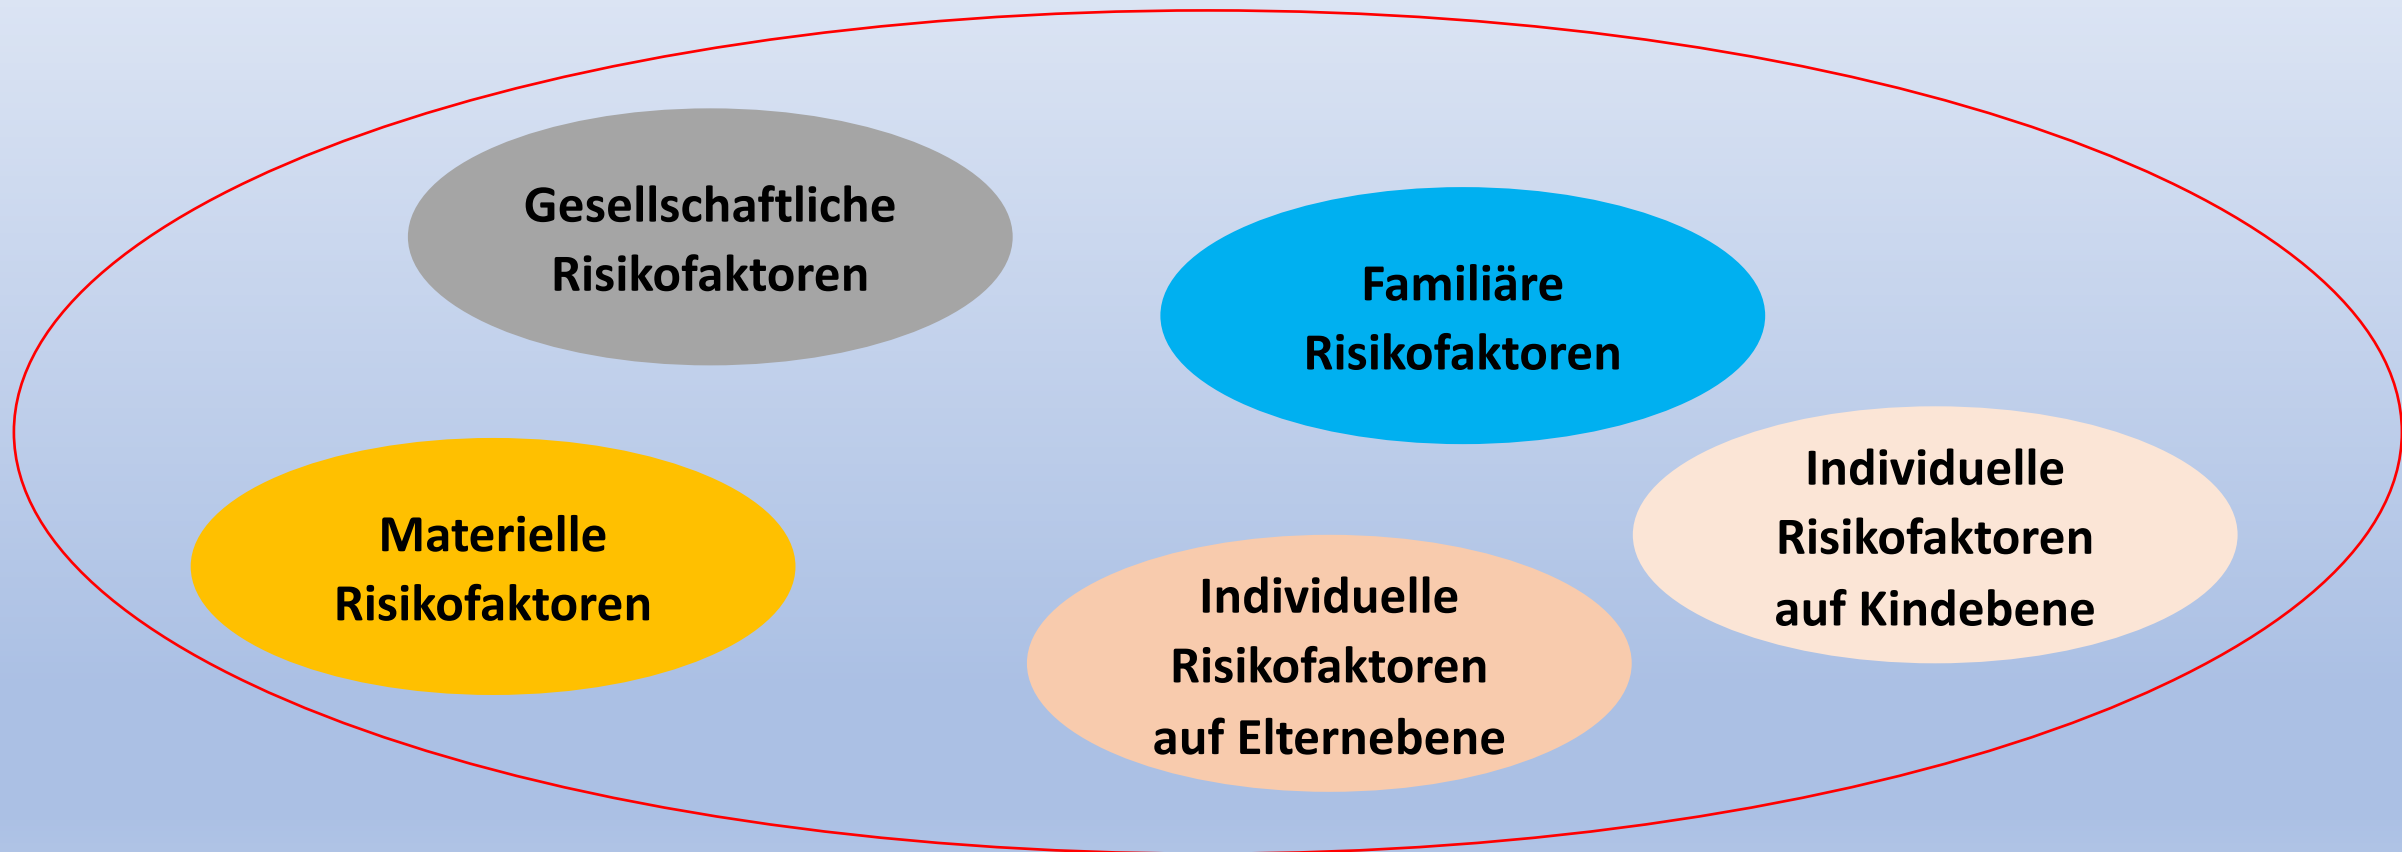 Gesellschaftliche
Risikofaktoren
Familiäre
Risikofaktoren
Materielle
Risikofaktoren
Individuelle
Risikofaktoren
auf Elternebene
Individuelle
Risikofaktoren
auf Kindebene